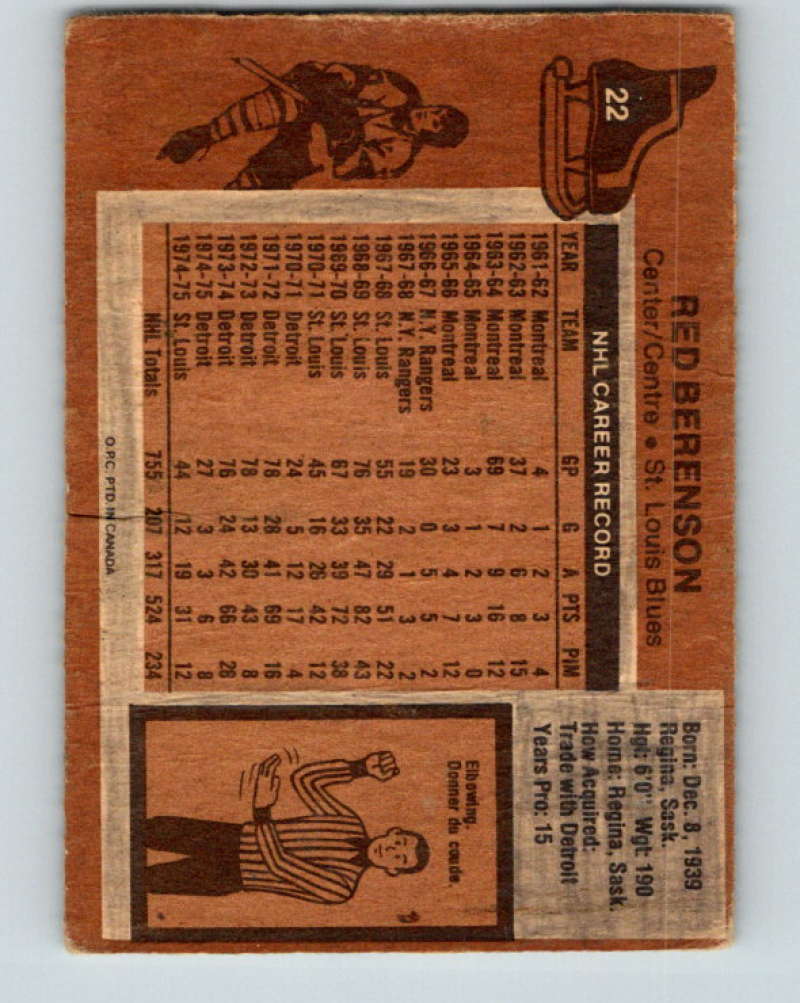 22
RED BERENSON
Center/Centre • St. Louis Blues
NHL CAREER RECORD
YEAR TEAM GP G A PTS PIM
1961-62 Montreal 4 1 2 3 4
1962-63 Montreal 37 2 6 8 15
1963-64 Montreal 69 7 9 16 12
1964-65 Montreal 3 1 2 3 0
1965-66 Montreal 23 3 4 7 12
1966-67 N.Y. Rangers 30 0 5 5 2
1967-68 N.Y. Rangers 19 2 1 3 2
1967-68 St. Louis 55 22 29 51 22
1968-69 St. Louis 76 35 47 82 43
1969-70 St. Louis 67 33 39 72 38
1970-71 St. Louis 45 16 26 42 12
1970-71 Detroit 24 5 12 17 4
1971-72 Detroit 78 28 41 69 16
1972-73 Detroit 78 13 30 43 8
1973-74 Detroit 76 24 42 66 28
1974-75 Detroit 27 3 3 6 8
1974-75 St. Louis 44 12 19 31 12
NHL Totals 755 207 317 524 234
O.P.C. PTD. IN CANADA
Born: Dec. 8, 1939
Regina, Sask.
Hgt: 6'0" Wgt: 190
Home: Regina, Sask.
How Acquired:
Trade with Detroit
Years Pro: 15
Elbowing.
Donner du coude.